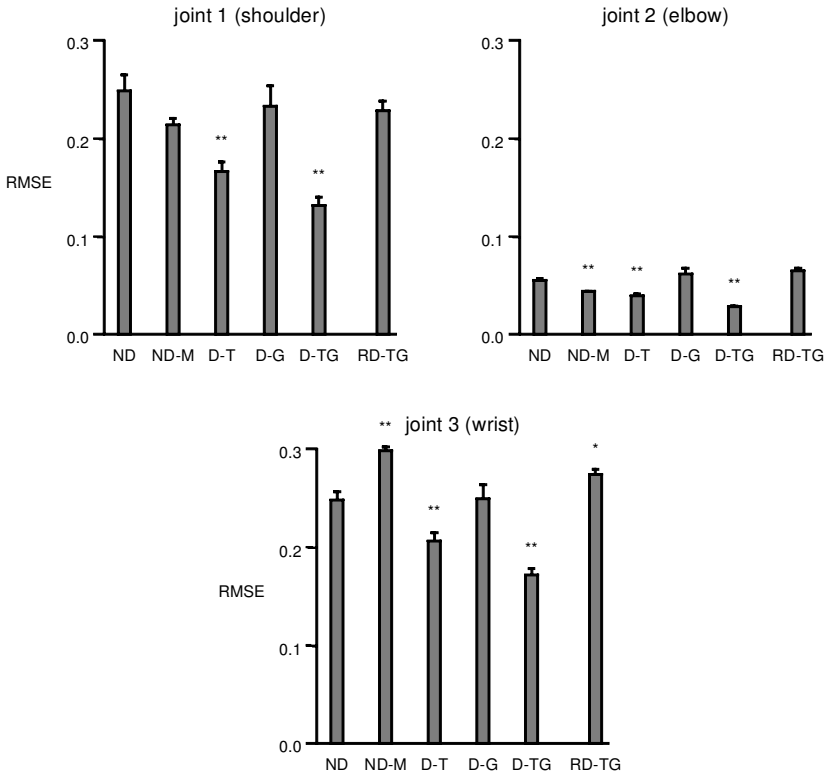 joint 1 (shoulder)
0.3
0.2
0.1
0.0
RMSE
**
**
ND ND-M D-T D-G D-TG RD-TG
joint 2 (elbow)
0.3
0.2
0.1
0.0
** ** **
ND ND-M D-T D-G D-TG RD-TG
joint 3 (wrist)
** *
0.3
0.2
0.1
0.0
RMSE
**
**
ND ND-M D-T D-G D-TG RD-TG